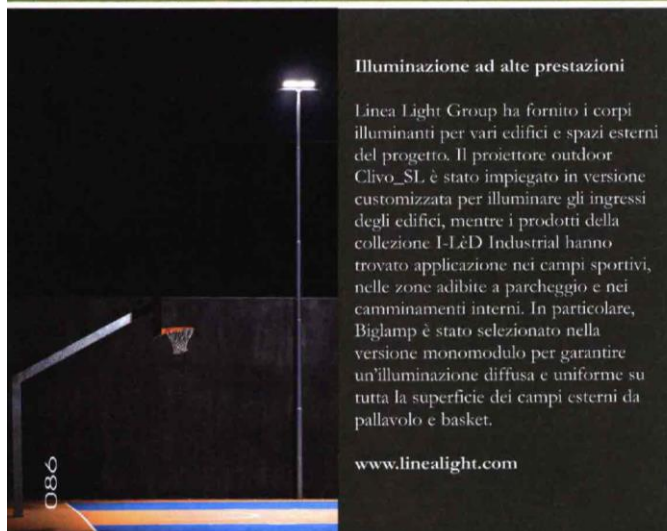 Illuminazione ad alte prestazioni
Linea Light Group ha fornito i corpi
illuminanti per vari edifici e spazi esterni
del progetto. Il proiettore outdoor
Clivo_SL è stato impiegato in versione
customizzata per illuminare gli ingressi
degli edifici, mentre i prodotti della
collezione I-LèD Industrial hanno
trovato applicazione nei campi sportivi,
nelle zone adibite a parcheggio e nei
camminamenti interni. In particolare,
Biglamp è stato selezionato nella
versione monomodulo per garantire
un'illuminazione diffusa e uniforme su
tutta la superficie dei campi esterni da
pallavolo e basket.
www.linealight.com
086